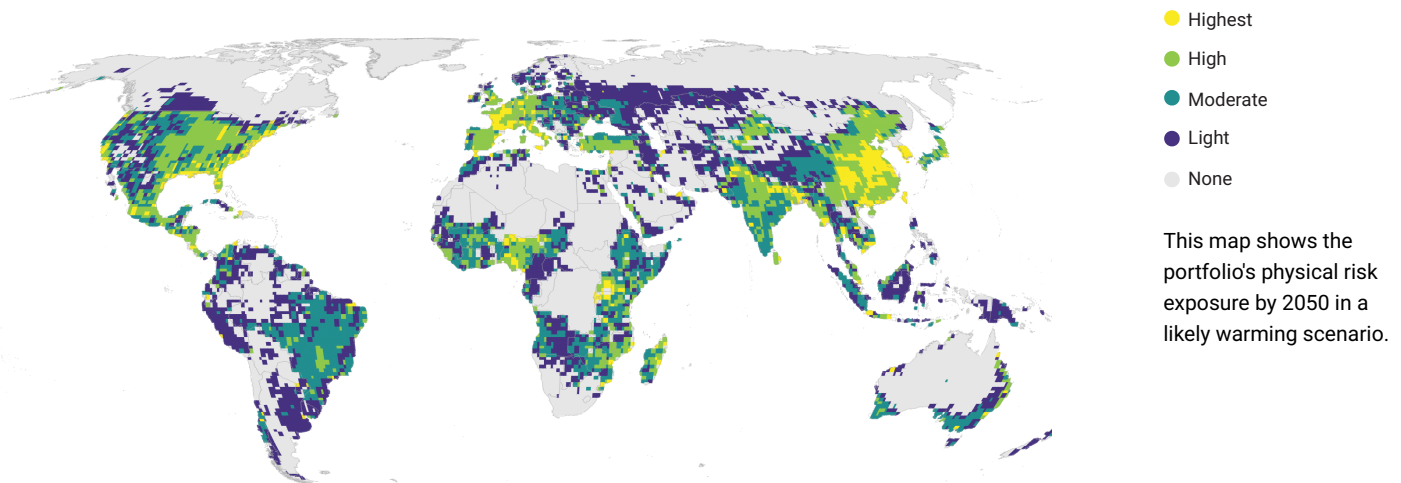 Highest
High
Moderate
Light
None
This map shows the
portfolio's physical risk
exposure by 2050 in a
likely warming scenario.